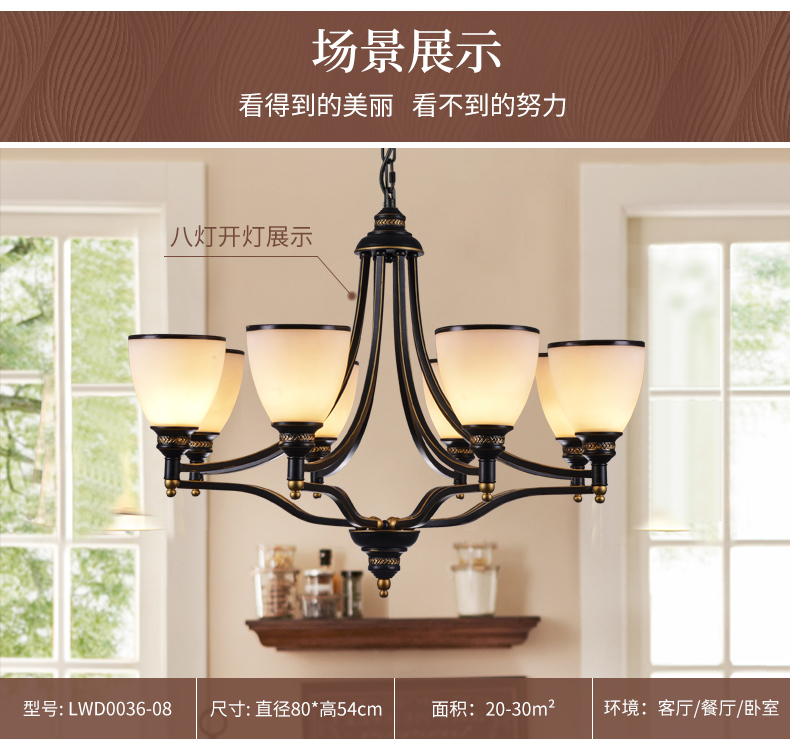 场景展示
看得到的美丽 看不到的努力
八灯开灯展示
型号: LWD0036-08
尺寸: 直径80*高54cm
面积：20-30m²
环境：客厅/餐厅/卧室